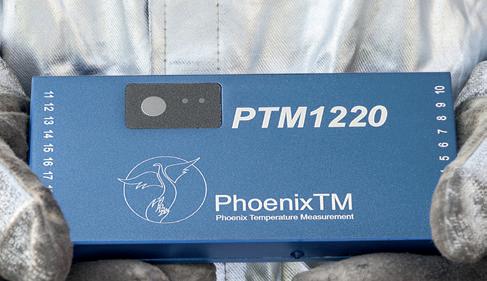 PTM1220
PhoenixTM
Phoenix Temperature Measurement
11 12 13 14 15 16 17
5 6 7 8 9 10